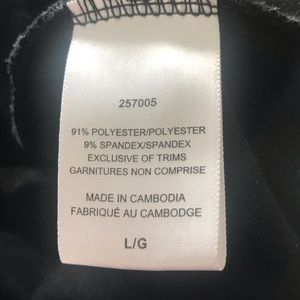 257005
91% POLYESTER/POLYESTER
9% SPANDEX/SPANDEX
EXCLUSIVE OF TRIMS
GARNITURES NON COMPRISE
MADE IN CAMBODIA
FABRIQUÉ AU CAMBODGE
L/G